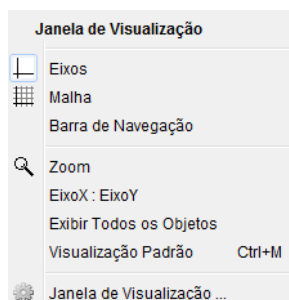 Janela de Visualização
Eixos
Malha
Barra de Navegação
Zoom
EixoX : EixoY
Exibir Todos os Objetos
Visualização Padrão Ctrl+M
Janela de Visualização ...